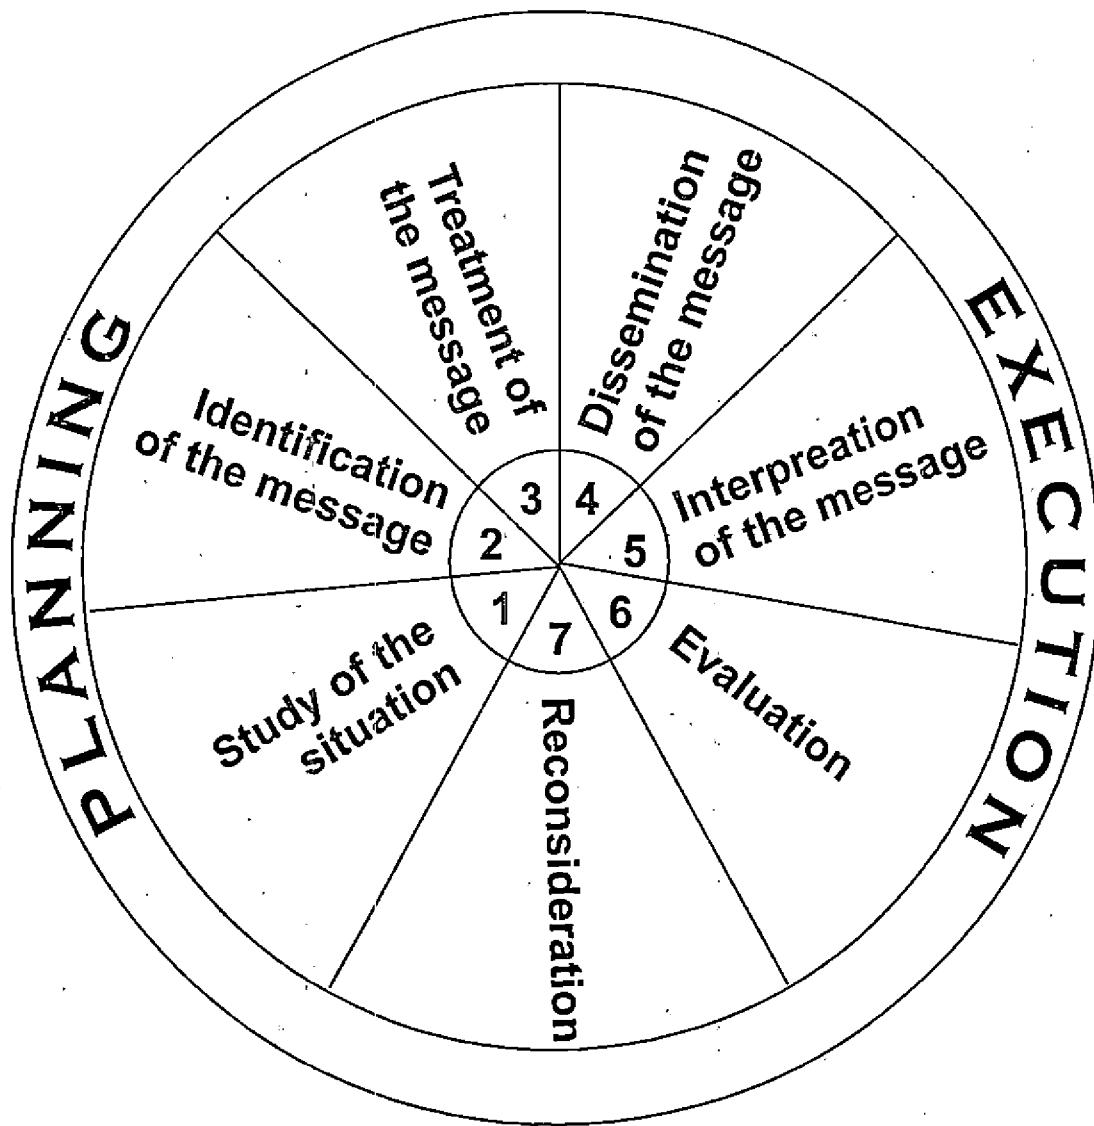 PLANNING
EXECUTION
1
Study of the
situation
2
Identification
of the message
3
Treatment of
the message
4
Dissemination
of the message
5
Interpreation
of the message
6
Evaluation
7
Reconsideration